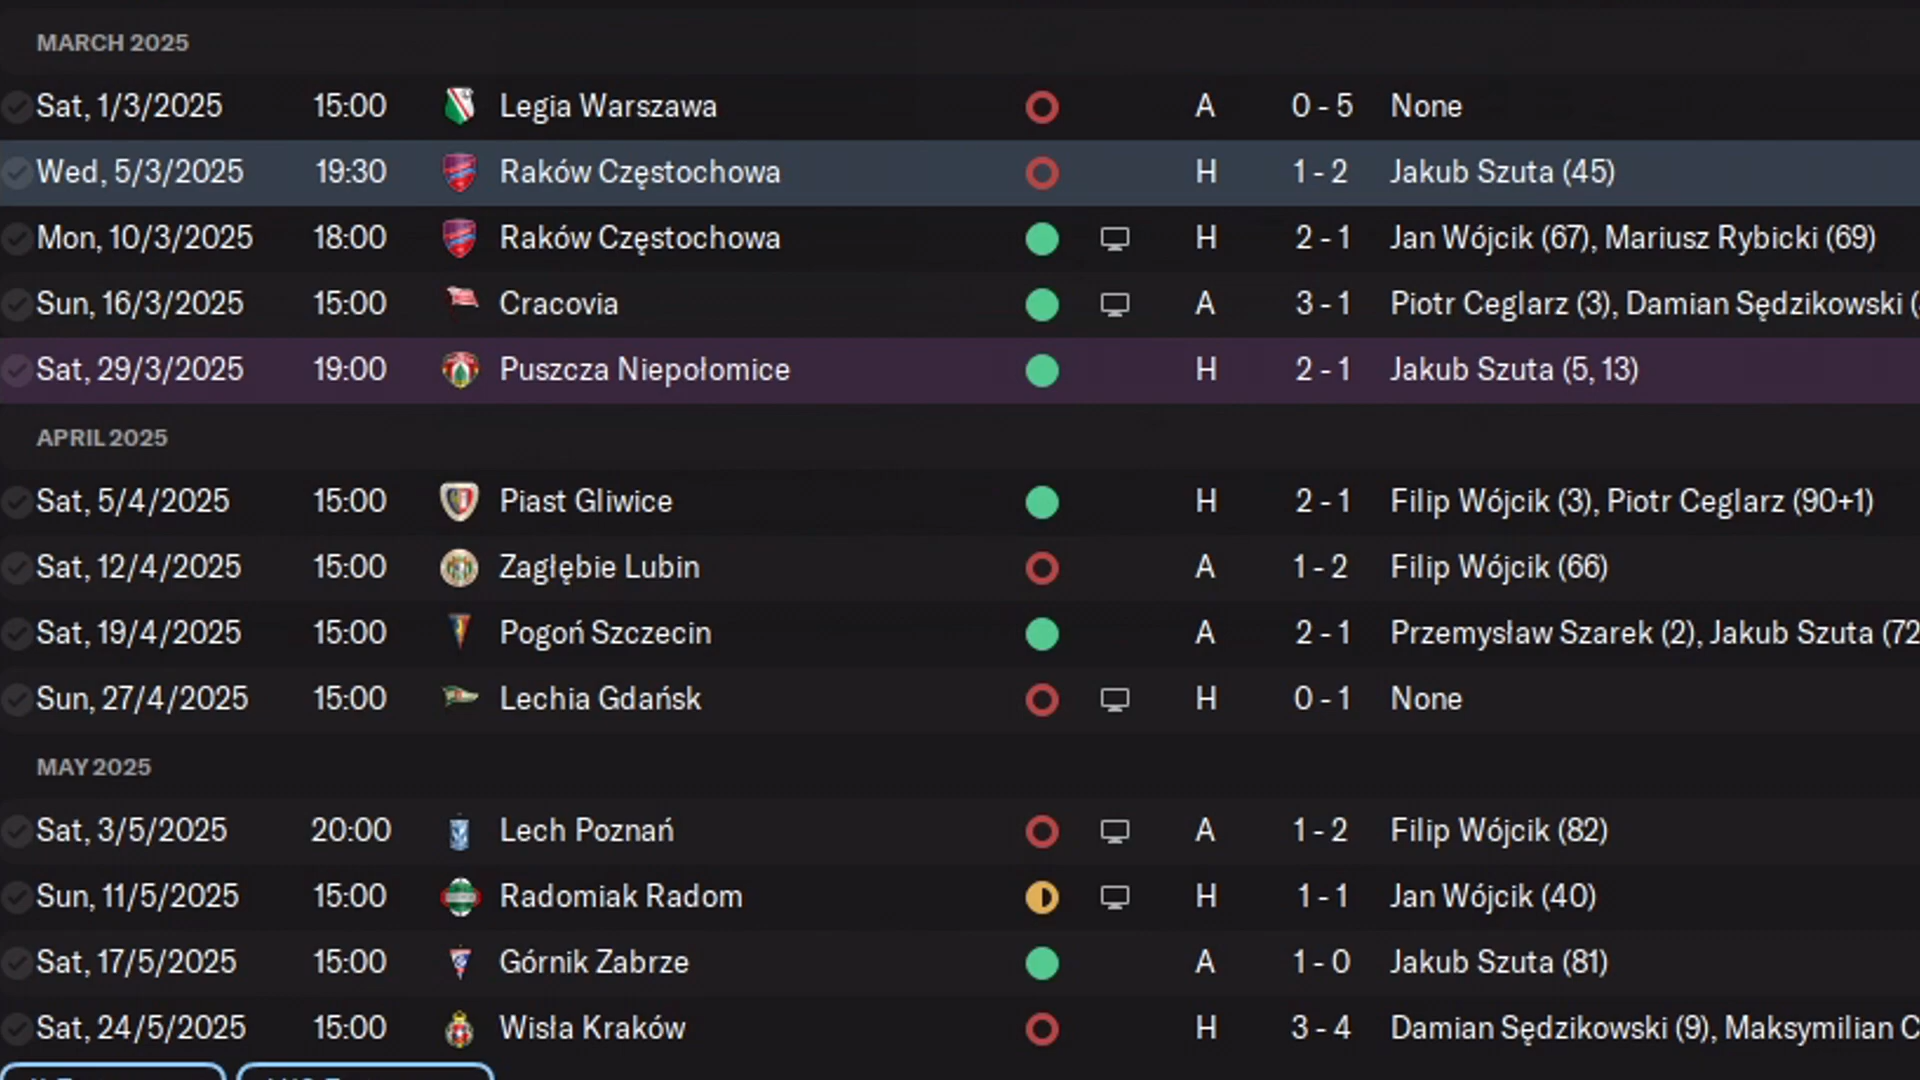 MARCH 2025
Sat, 1/3/2025 15:00 Legia Warszawa A 0 - 5 None
Wed, 5/3/2025 19:30 Raków Częstochowa H 1 - 2 Jakub Szuta (45)
Mon, 10/3/2025 18:00 Raków Częstochowa H 2 - 1 Jan Wójcik (67), Mariusz Rybicki (69)
Sun, 16/3/2025 15:00 Cracovia A 3 - 1 Piotr Ceglarz (3), Damian Sędzikowski (
Sat, 29/3/2025 19:00 Puszcza Niepołomice H 2 - 1 Jakub Szuta (5, 13)
APRIL 2025
Sat, 5/4/2025 15:00 Piast Gliwice H 2 - 1 Filip Wójcik (3), Piotr Ceglarz (90+1)
Sat, 12/4/2025 15:00 Zagłębie Lubin A 1 - 2 Filip Wójcik (66)
Sat, 19/4/2025 15:00 Pogoń Szczecin A 2 - 1 Przemysław Szarek (2), Jakub Szuta (72
Sun, 27/4/2025 15:00 Lechia Gdańsk H 0 - 1 None
MAY 2025
Sat, 3/5/2025 20:00 Lech Poznań A 1 - 2 Filip Wójcik (82)
Sun, 11/5/2025 15:00 Radomiak Radom H 1 - 1 Jan Wójcik (40)
Sat, 17/5/2025 15:00 Górnik Zabrze A 1 - 0 Jakub Szuta (81)
Sat, 24/5/2025 15:00 Wisła Kraków H 3 - 4 Damian Sędzikowski (9), Maksymilian